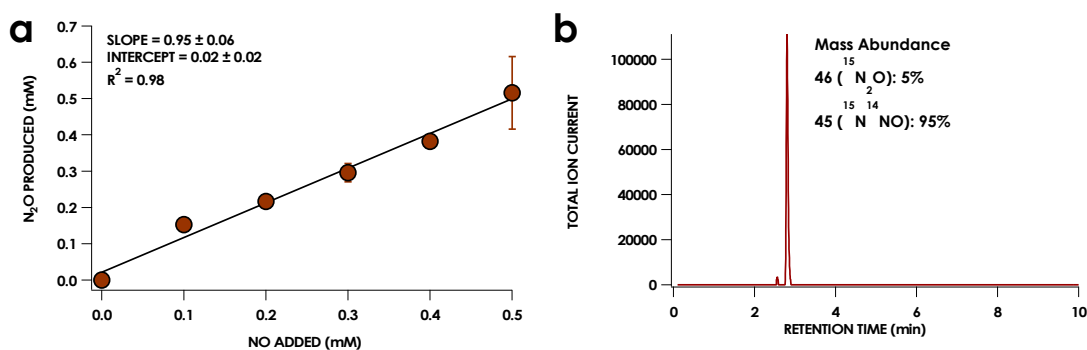 a
SLOPE = 0.95 ± 0.06
INTERCEPT = 0.02 ± 0.02
R² = 0.98
0.7
0.6
0.5
0.4
0.3
0.2
0.1
0.0
N₂O PRODUCED (mM)
0.0 0.1 0.2 0.3 0.4 0.5
NO ADDED (mM)
b
Mass Abundance
46 (¹⁵N₂O): 5%
45 (¹⁵N¹⁴NO): 95%
100000
80000
60000
40000
20000
0
TOTAL ION CURRENT
0 2 4 6 8 10
RETENTION TIME (min)